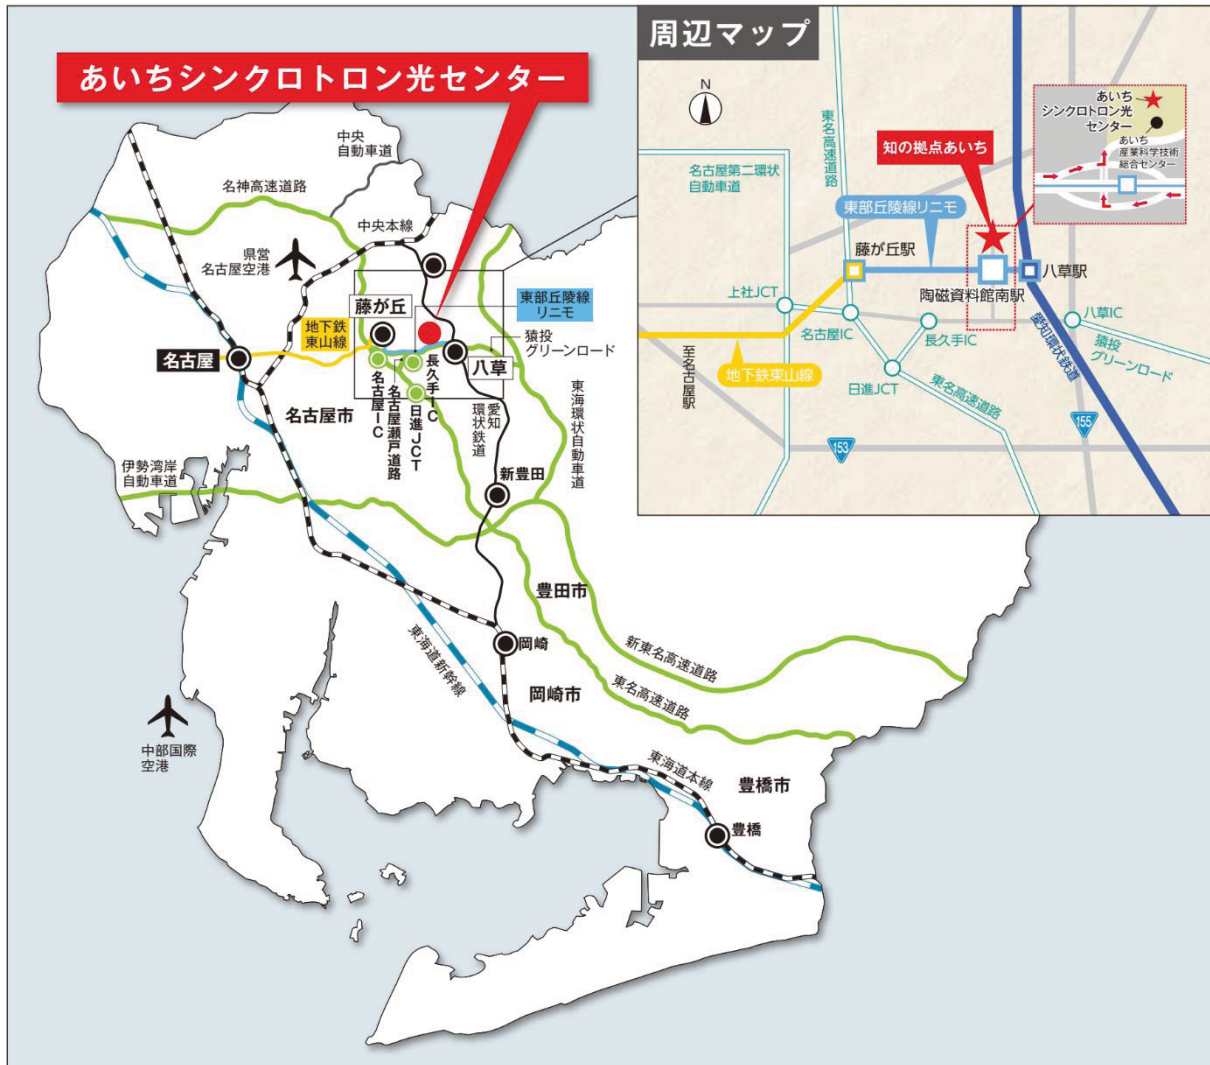 あいちシンクロトロン光センター
中央
自動車道
名神高速道路
中央本線
県営
名古屋空港
藤が丘
東部丘陵線
リニモ
地下鉄
東山線
猿投
グリーンロード
名古屋
八草
名古屋市
名古屋IC
名古屋瀬戸道路
長久手IC
日進JCT
愛知
環状鉄道
東海環状自動車道
伊勢湾岸
自動車道
新豊田
豊田市
岡崎
新東名高速道路
東海道新幹線
岡崎市
東名高速道路
中部国際
空港
東海道本線
豊橋市
豊橋
周辺マップ
N
東名高速道路
名古屋第二環状
自動車道
知の拠点あいち
あいち
シンクロトロン光
センター
あいち
産業科学技術
総合センター
東部丘陵線リニモ
藤が丘駅
八草駅
陶磁資料館南駅
上社JCT
名古屋IC
長久手IC
八草IC
猿投
グリーンロード
愛知環状鉄道
至名古屋駅
地下鉄東山線
日進JCT
東名高速道路
153
155